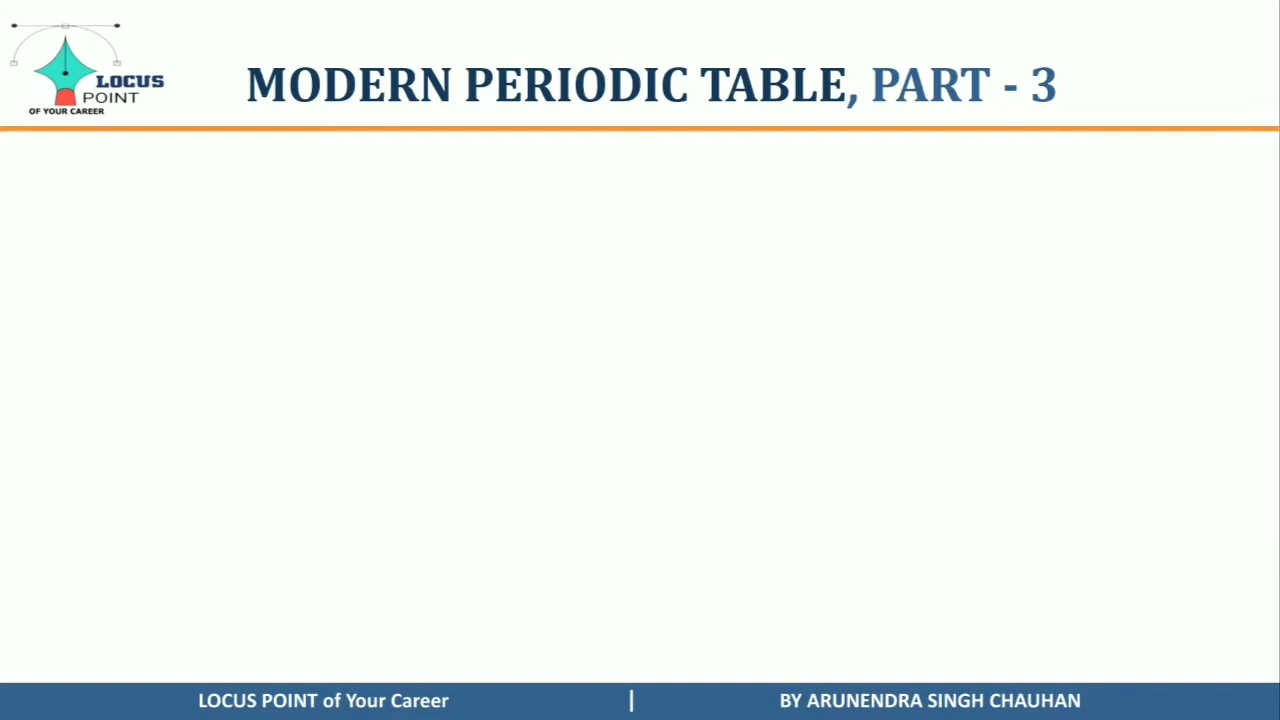 LOCUS
POINT
OF YOUR CAREER
MODERN PERIODIC TABLE, PART - 3
LOCUS POINT of Your Career | BY ARUNENDRA SINGH CHAUHAN